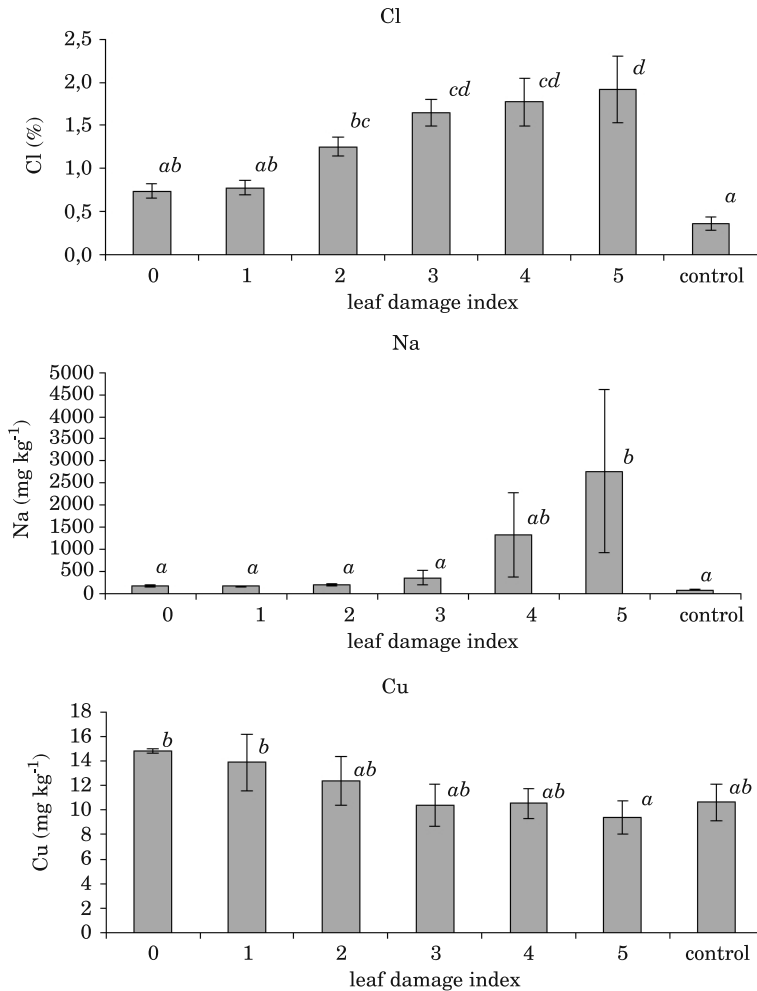 Cl
2,5
2,0
1,5
1,0
0,5
0,0
Cl (%)
ab ab bc cd cd d a
0 1 2 3 4 5 control
leaf damage index
Na
5000
4500
4000
3500
3000
2500
2000
1500
1000
500
0
Na (mg kg-1)
a a a a ab b a
0 1 2 3 4 5 control
leaf damage index
Cu
18
16
14
12
10
8
6
4
2
0
Cu (mg kg-1)
b b ab ab ab a ab
0 1 2 3 4 5 control
leaf damage index